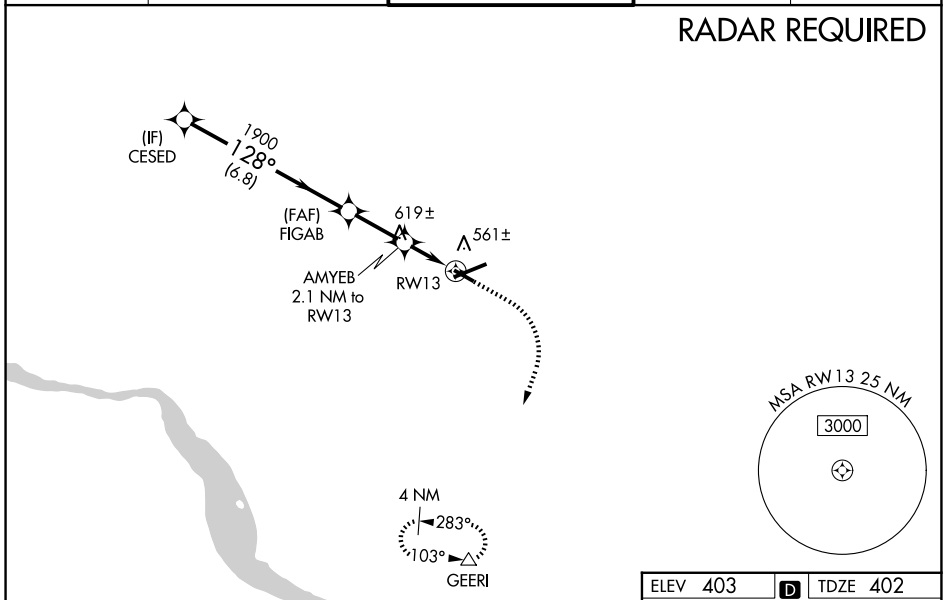 RADAR REQUIRED
(IF)
CESED
1900
128°
(6.8)
(FAF)
FIGAB
619±
561±
AMYEB
2.1 NM to
RW13
RW13
MSA RW13 25 NM
3000
4 NM
283°
103°
GEERI
ELEV 403 D TDZE 402